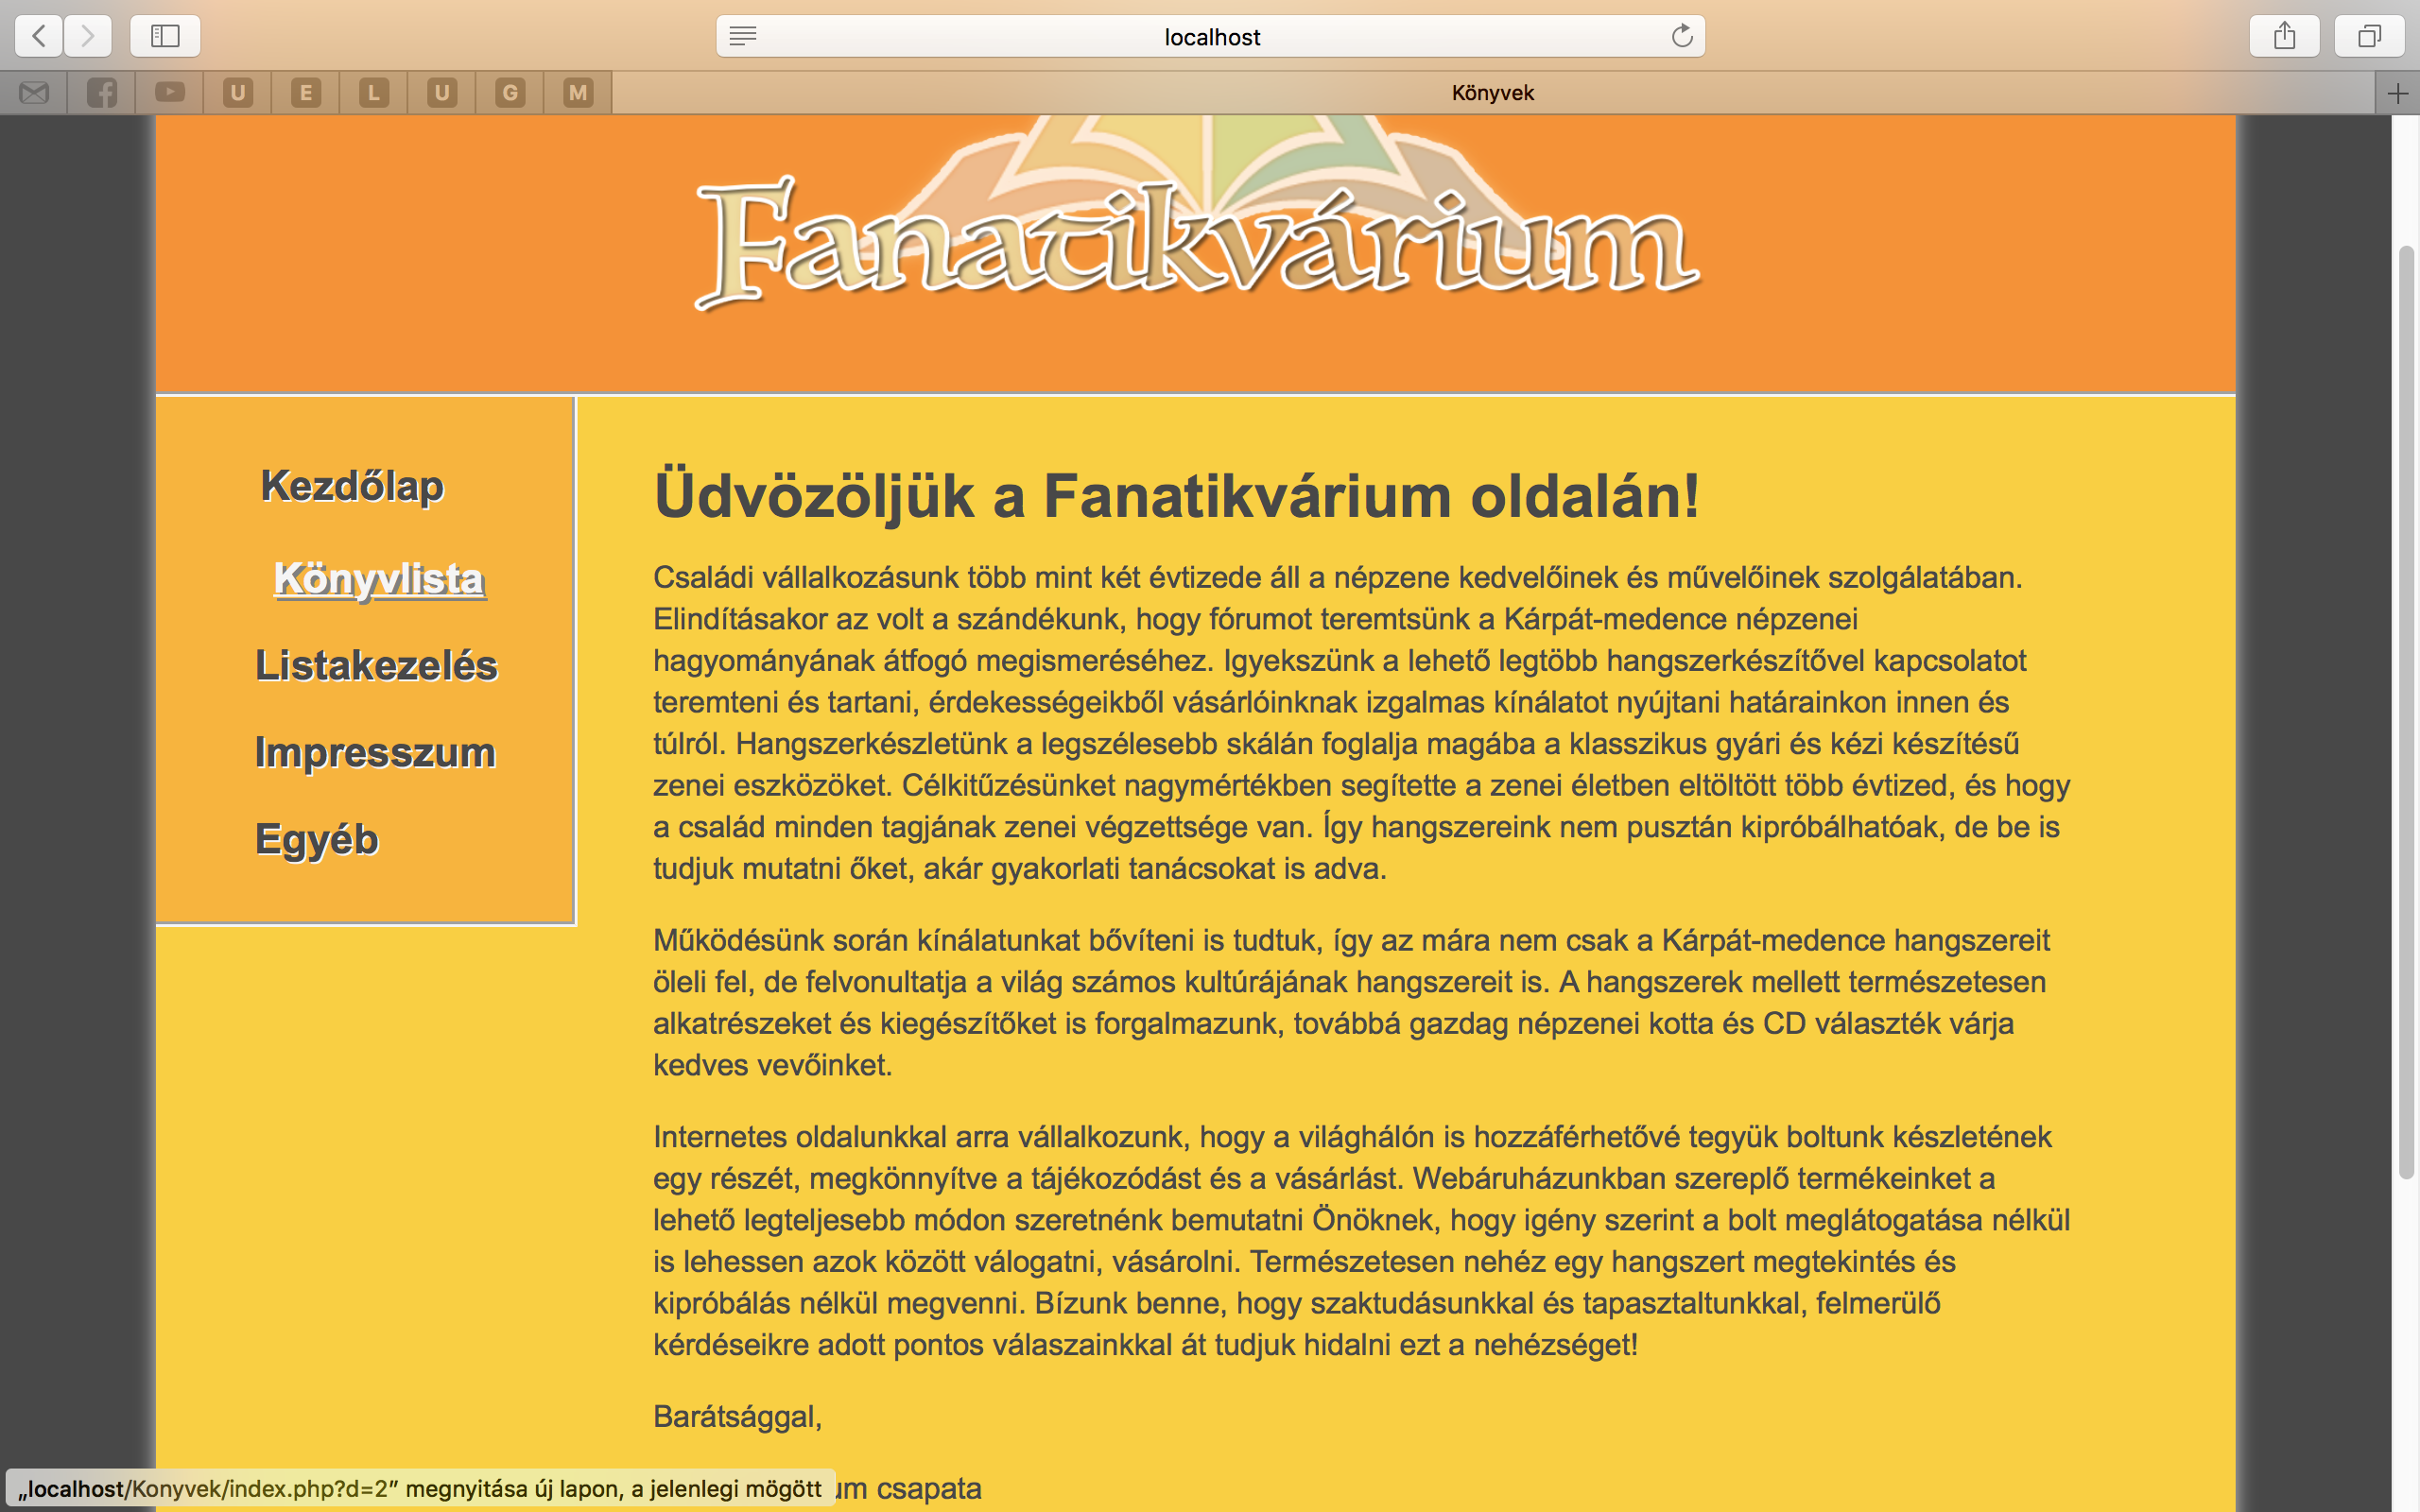 localhost
U E L U G M
Könyvek
Fanatikvárium
Kezdőlap
Könyvlista
Listakezelés
Impresszum
Egyéb
Üdvözöljük a Fanatikvárium oldalán!
Családi vállalkozásunk több mint két évtizede áll a népzene kedvelőinek és művelőinek szolgálatában.
Elindításakor az volt a szándékunk, hogy fórumot teremtsünk a Kárpát-medence népzenei
hagyományának átfogó megismeréséhez. Igyekszünk a lehető legtöbb hangszerkészítővel kapcsolatot
teremteni és tartani, érdekességeikből vásárlóinknak izgalmas kínálatot nyújtani határainkon innen és
túlról. Hangszerkészletünk a legszélesebb skálán foglalja magába a klasszikus gyári és kézi készítésű
zenei eszközöket. Célkitűzésünket nagymértékben segítette a zenei életben eltöltött több évtized, és hogy
a család minden tagjának zenei végzettsége van. Így hangszereink nem pusztán kipróbálhatóak, de be is
tudjuk mutatni őket, akár gyakorlati tanácsokat is adva.
Működésünk során kínálatunkat bővíteni is tudtuk, így az mára nem csak a Kárpát-medence hangszereit
öleli fel, de felvonultatja a világ számos kultúrájának hangszereit is. A hangszerek mellett természetesen
alkatrészeket és kiegészítőket is forgalmazunk, továbbá gazdag népzenei kotta és CD választék várja
kedves vevőinket.
Internetes oldalunkkal arra vállalkozunk, hogy a világhálón is hozzáférhetővé tegyük boltunk készletének
egy részét, megkönnyítve a tájékozódást és a vásárlást. Webáruházunkban szereplő termékeinket a
lehető legteljesebb módon szeretnénk bemutatni Önöknek, hogy igény szerint a bolt meglátogatása nélkül
is lehessen azok között válogatni, vásárolni. Természetesen nehéz egy hangszert megtekintés és
kipróbálás nélkül megvenni. Bízunk benne, hogy szaktudásunkkal és tapasztaltunkkal, felmerülő
kérdéseikre adott pontos válaszainkkal át tudjuk hidalni ezt a nehézséget!
Barátsággal,
um csapata
„localhost/Konyvek/index.php?d=2” megnyitása új lapon, a jelenlegi mögött